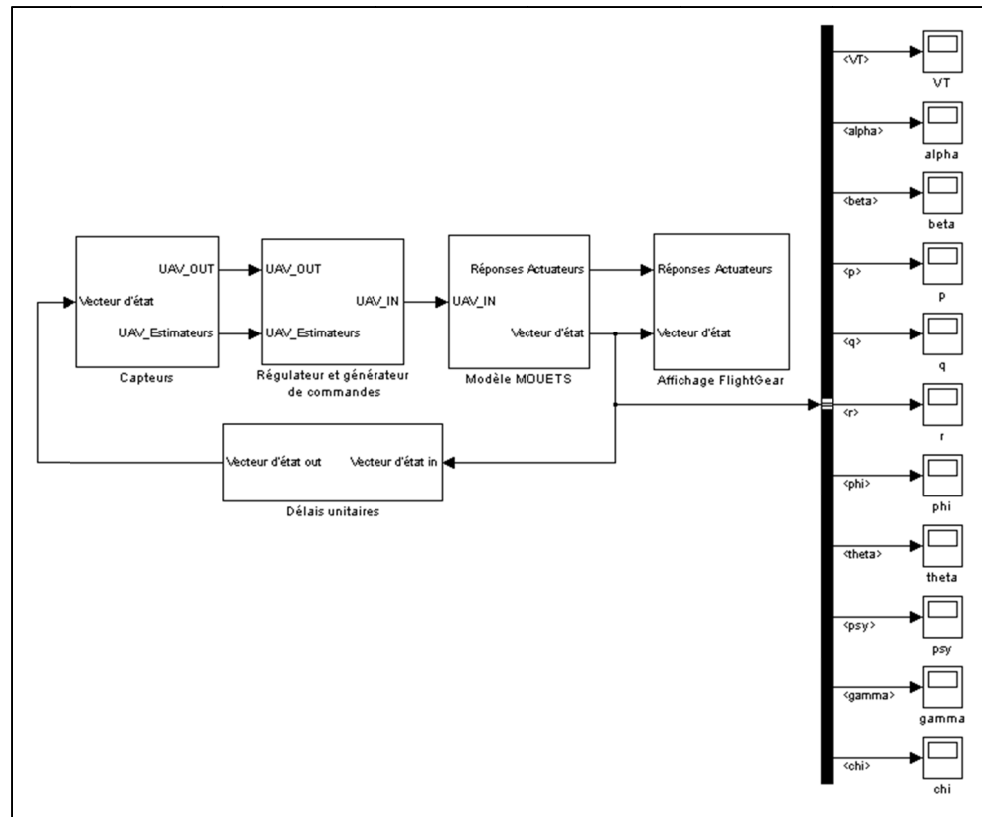 UAV_OUT
Vecteur d'état
UAV_Estimateurs
Capteurs
UAV_OUT
UAV_IN
UAV_Estimateurs
Régulateur et générateur
de commandes
Réponses Actuateurs
UAV_IN
Vecteur d'état
Modèle MOUETS
Réponses Actuateurs
Vecteur d'état
Affichage FlightGear
Vecteur d'état out
Vecteur d'état in
Délais unitaires
<VT>
VT
<alpha>
alpha
<beta>
beta
<p>
p
<q>
q
<r>
r
<phi>
phi
<theta>
theta
<psy>
psy
<gamma>
gamma
<chi>
chi